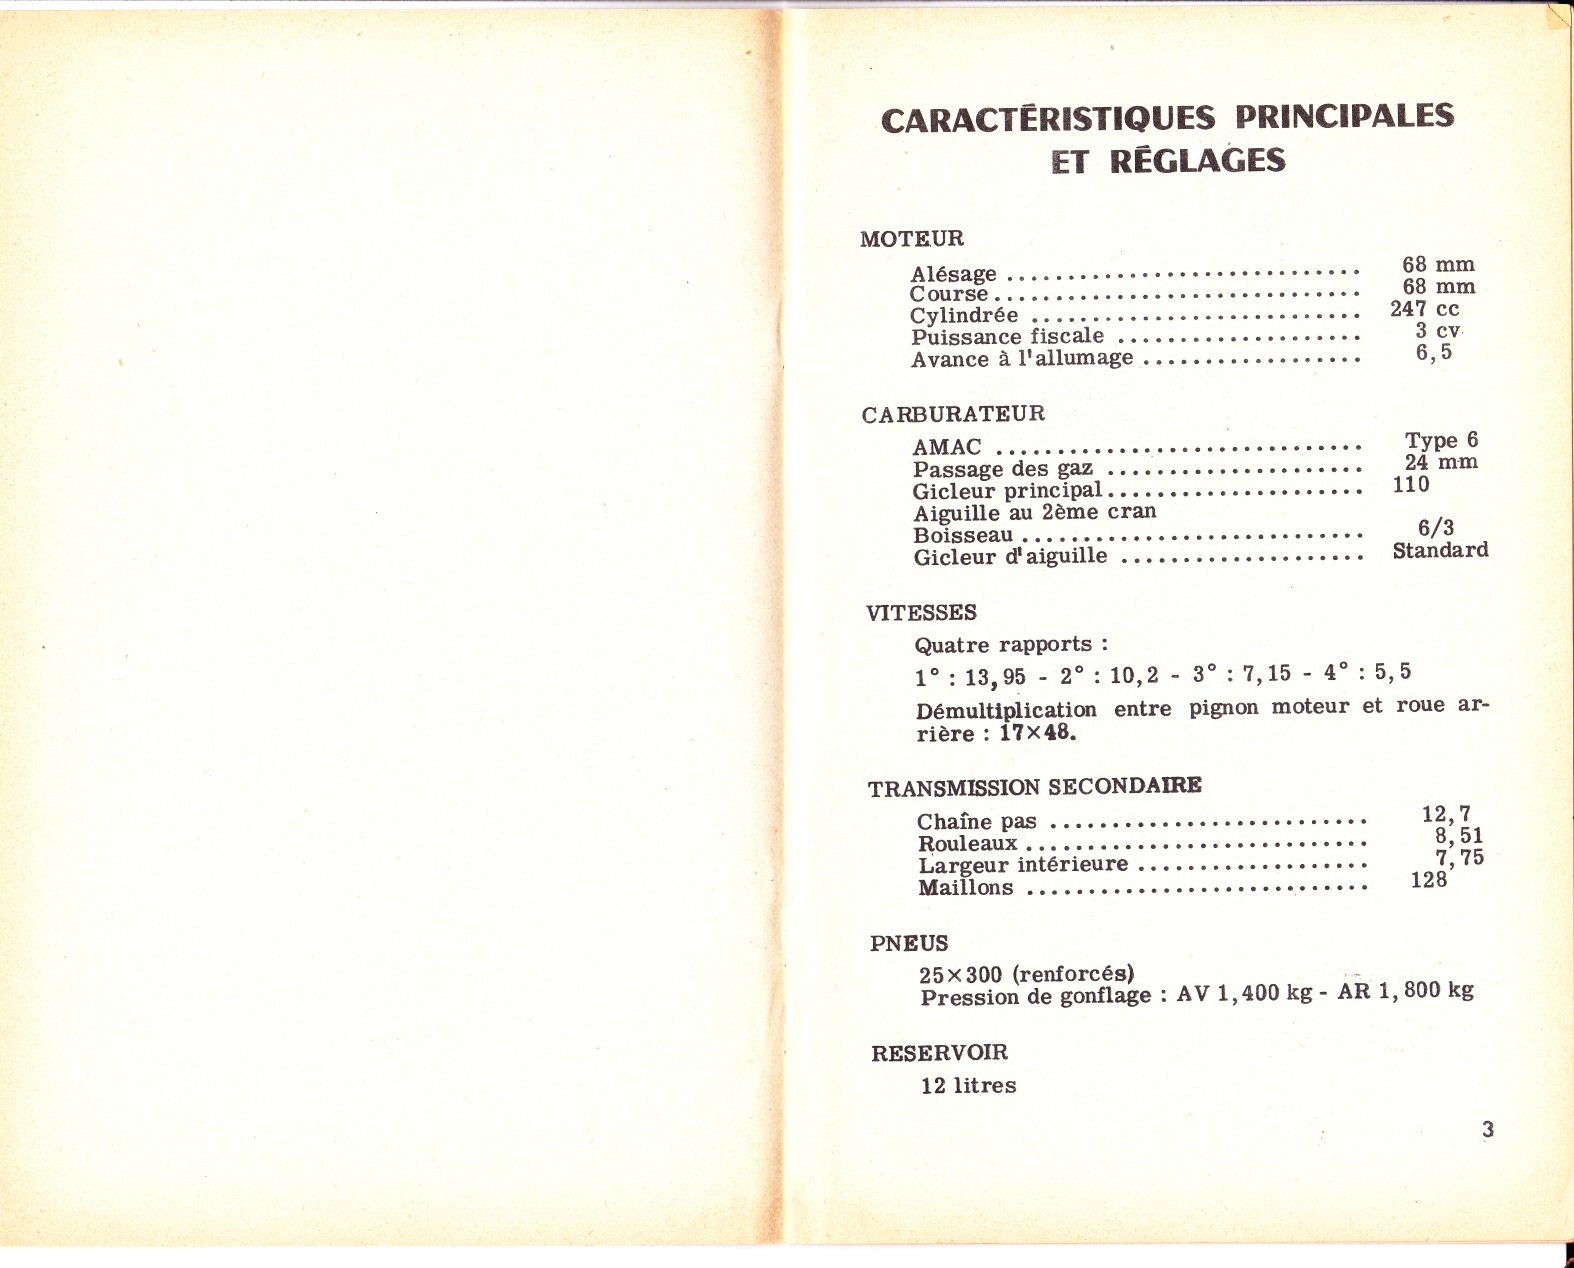 CARACTÉRISTIQUES PRINCIPALES
ET RÉGLAGES
MOTEUR
Alésage ............................. 68 mm
Course.............................. 68 mm
Cylindrée ........................... 247 cc
Puissance fiscale .................... 3 cv
Avance à l'allumage .................. 6,5
CARBURATEUR
AMAC .............................. Type 6
Passage des gaz ..................... 24 mm
Gicleur principal..................... 110
Aiguille au 2ème cran
Boisseau ............................ 6/3
Gicleur d'aiguille .................... Standard
VITESSES
Quatre rapports :
1° : 13,95 - 2° : 10,2 - 3° : 7,15 - 4° : 5,5
Démultiplication entre pignon moteur et roue ar-
rière : 17×48.
TRANSMISSION SECONDAIRE
Chaîne pas .......................... 12,7
Rouleaux ............................ 8,51
Largeur intérieure ................... 7,75
Maillons ............................ 128
PNEUS
25×300 (renforcés)
Pression de gonflage : AV 1,400 kg - AR 1,800 kg
RESERVOIR
12 litres
3